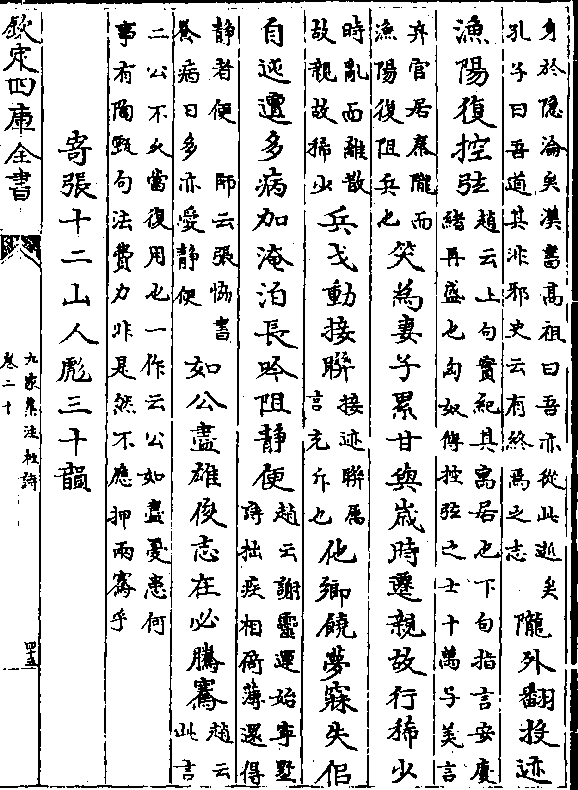 身於隱淪矣漢書高祖曰吾亦從此逝矣
孔子曰吾道其非邪史云有終焉之志
隴外翻投迹
漁陽復控弦
趙云上句實紀其寓居也下句指言安慶
緒再盛也匈奴傳控弦之士十萬子美言
弃官居秦隴而
漁陽復阻兵也
笑為妻子累甘與歲時遷親故行稀少
時亂而離散
故親故稀少
兵戈動接聯
接迹聯屬
言充斥也
他鄉饒夢寐失侶
自迍邅多病加淹泊長吟阻靜便
趙云謝靈運始寧墅
詩拙疾相倚薄還得
靜者便 師云張協書
養病日多亦愛靜便
如公盡雄俊志在必騰騫
趙云
此言
二公不久當復用也一作云公如盡憂患何
事有陶甄句法費力非是然不應押兩騫乎
寄張十二山人彪三十韻
欽定四庫全書
九家集注杜詩
卷二十
四五